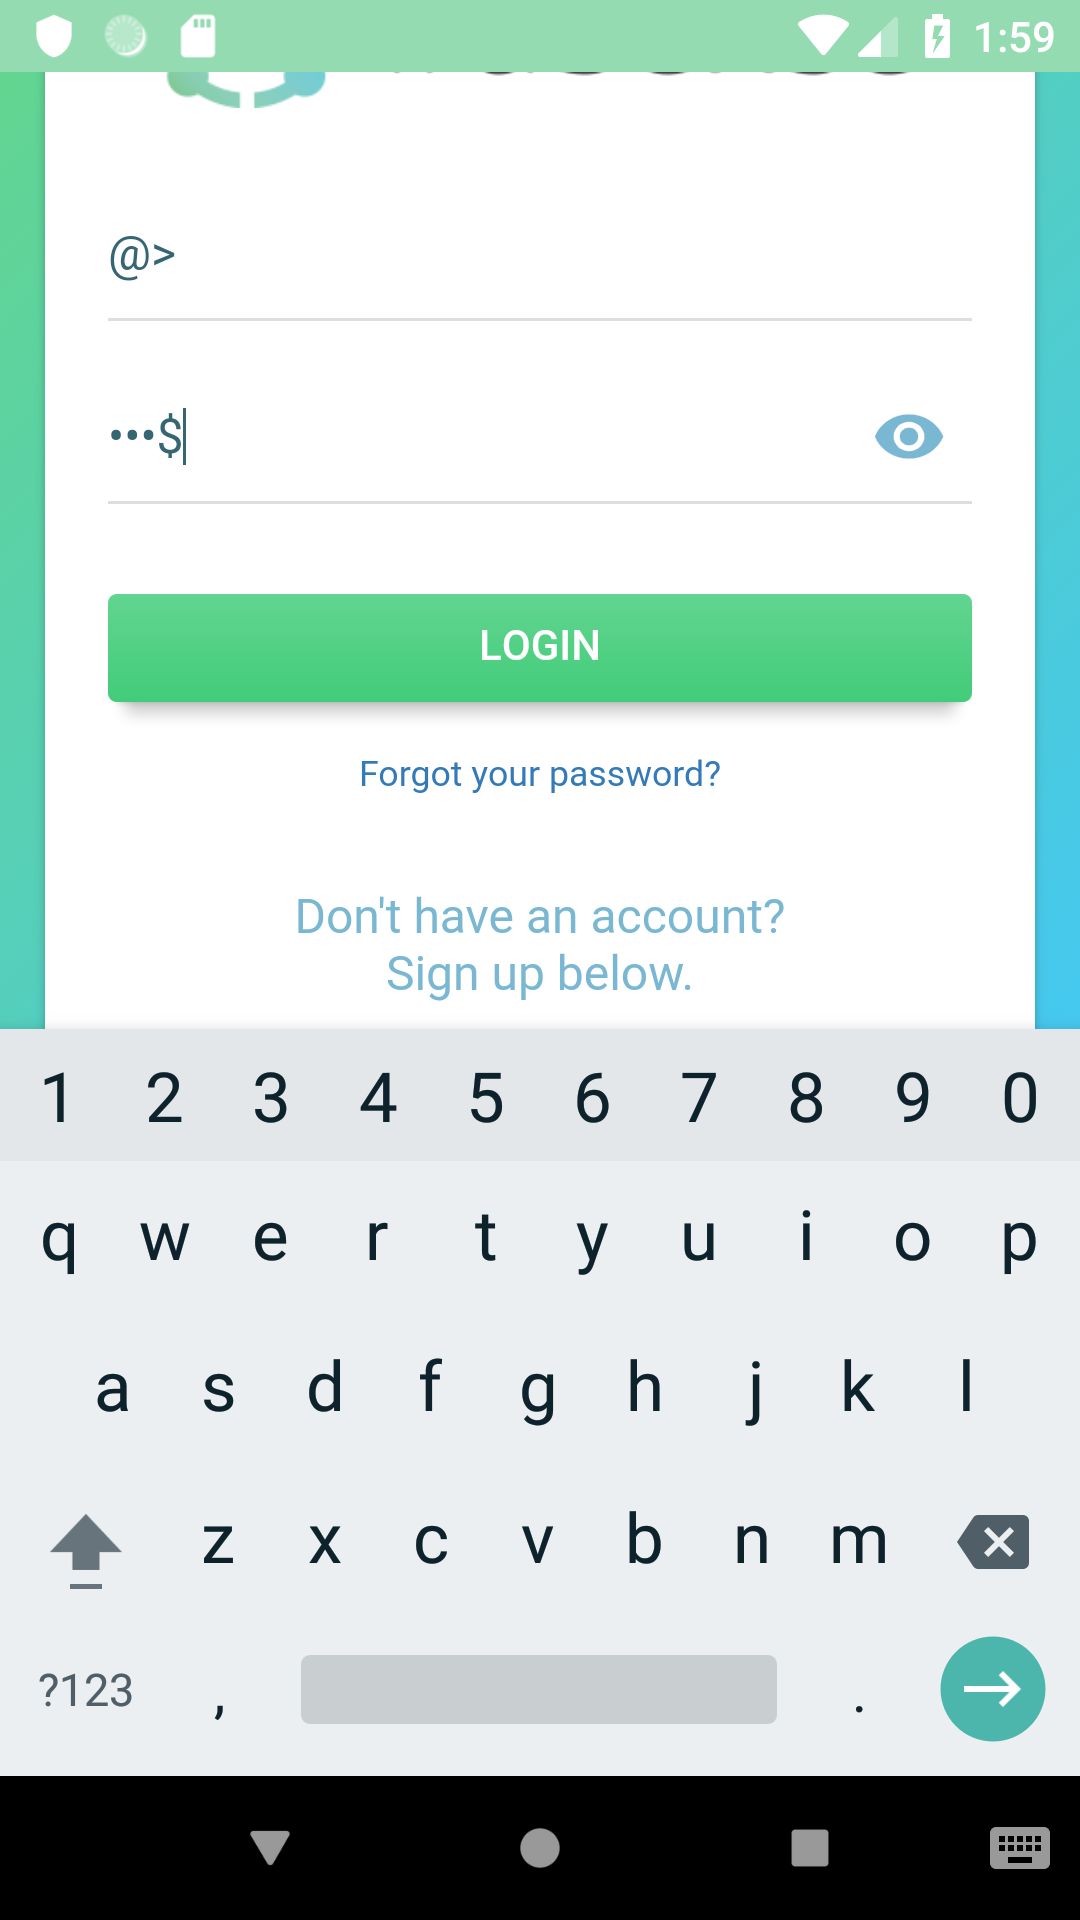 1:59
@>
•••$
LOGIN
Forgot your password?
Don't have an account?
Sign up below.
1 2 3 4 5 6 7 8 9 0
q w e r t y u i o p
a s d f g h j k l
z x c v b n m
?123 , .